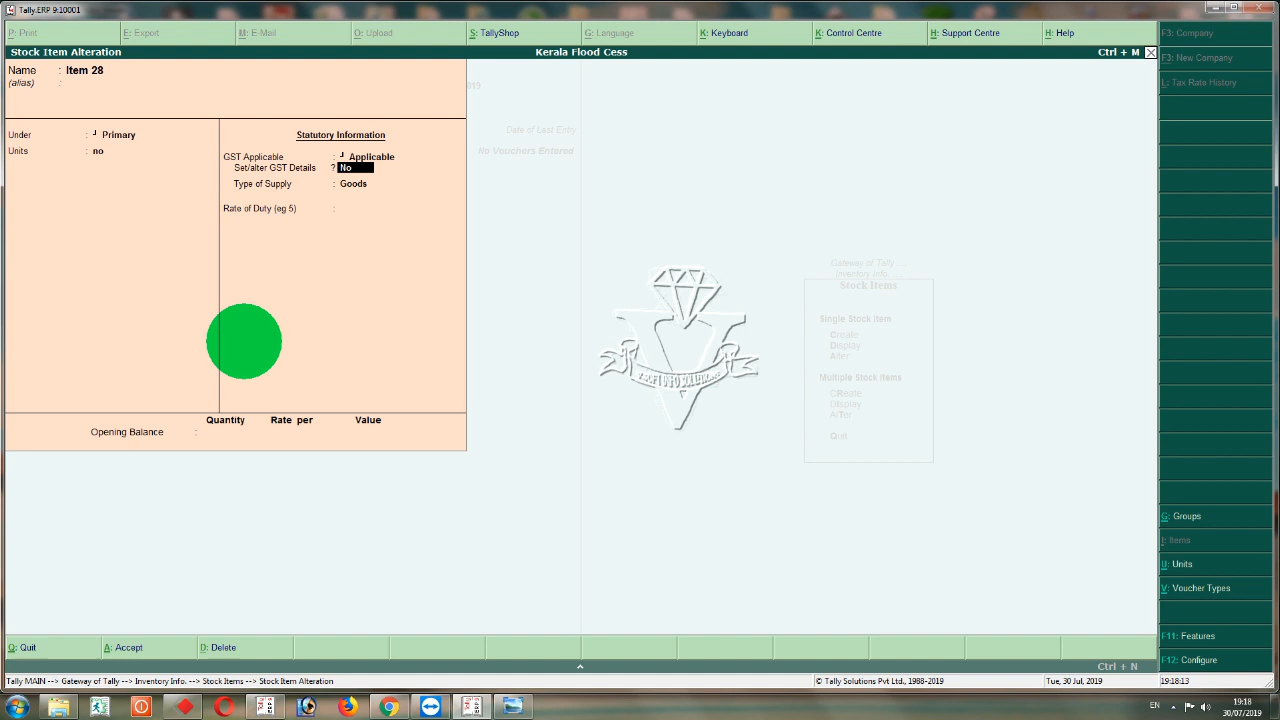 Tally.ERP 9:10001
P: Print E: Export M: E-Mail O: Upload S: TallyShop G: Language K: Keyboard K: Control Centre H: Support Centre H: Help
F3: Company
Stock Item Alteration Kerala Flood Cess Ctrl + M
F3: New Company
Name : Item 28
(alias) :
L: Tax Rate History
019
Date of Last Entry
No Vouchers Entered
Under : Primary
Units : no
Statutory Information
GST Applicable : Applicable
Set/alter GST Details ? No
Type of Supply : Goods
Rate of Duty (eg 5) :
Gateway of Tally ....
Inventory Info. ....
Stock Items
Single Stock Item
Create
Display
Alter
Multiple Stock Items
CReate
DIsplay
AlTer
Quit
Quantity Rate per Value
Opening Balance :
G: Groups
I: Items
U: Units
V: Voucher Types
F11: Features
F12: Configure
Q: Quit A: Accept D: Delete
Ctrl + N
Tally MAIN --> Gateway of Tally --> Inventory Info. --> Stock Items --> Stock Item Alteration © Tally Solutions Pvt Ltd., 1988-2019 Tue, 30 Jul, 2019 19:18:13
EN 19:18
30/07/2019